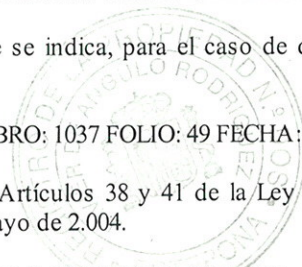 e se indica, para el caso de
BRO: 1037 FOLIO: 49 FECHA:
Artículos 38 y 41 de la Ley
ayo de 2.004.